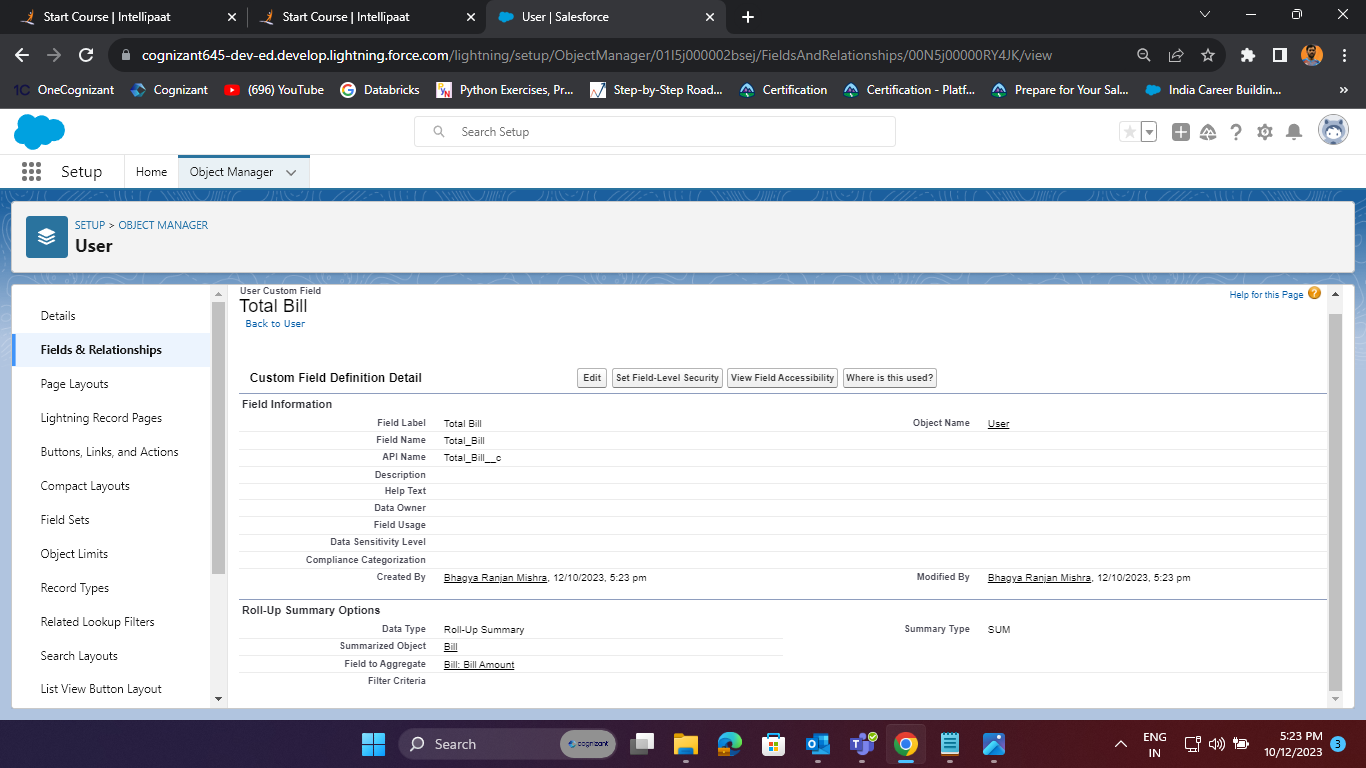 Start Course | Intellipaat
Start Course | Intellipaat
User | Salesforce
cognizant645-dev-ed.develop.lightning.force.com/lightning/setup/ObjectManager/01I5j000002bsej/FieldsAndRelationships/00N5j00000RY4JK/view
1C OneCognizant
Cognizant
(696) YouTube
Databricks
Python Exercises, Pr...
Step-by-Step Road...
Certification
Certification - Platf...
Prepare for Your Sal...
India Career Buildin...
»
Search Setup
Setup
Home
Object Manager
SETUP > OBJECT MANAGER
User
Details
Fields & Relationships
Page Layouts
Lightning Record Pages
Buttons, Links, and Actions
Compact Layouts
Field Sets
Object Limits
Record Types
Related Lookup Filters
Search Layouts
List View Button Layout
User Custom Field
Total Bill
Back to User
Help for this Page ?
Custom Field Definition Detail
Edit
Set Field-Level Security
View Field Accessibility
Where is this used?
Field Information
Field Label Total Bill
Object Name User
Field Name Total_Bill
API Name Total_Bill__c
Description
Help Text
Data Owner
Field Usage
Data Sensitivity Level
Compliance Categorization
Created By Bhagya Ranjan Mishra, 12/10/2023, 5:23 pm
Modified By Bhagya Ranjan Mishra, 12/10/2023, 5:23 pm
Roll-Up Summary Options
Data Type Roll-Up Summary
Summary Type SUM
Summarized Object Bill
Field to Aggregate Bill: Bill Amount
Filter Criteria
Search
cognizant
ENG
IN
5:23 PM
10/12/2023
3